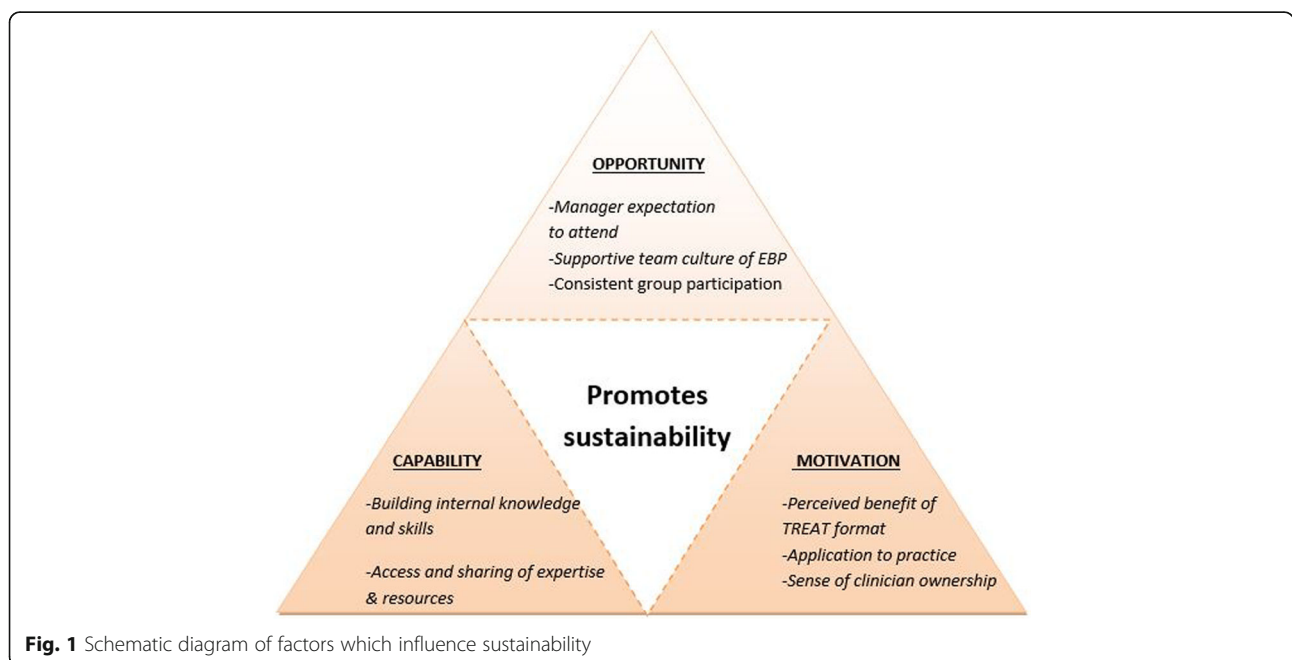 OPPORTUNITY
-Manager expectation
to attend
-Supportive team culture of EBP
-Consistent group participation
Promotes
sustainability
CAPABILITY
-Building internal knowledge
and skills
-Access and sharing of expertise
& resources
MOTIVATION
-Perceived benefit of
TREAT format
-Application to practice
-Sense of clinician ownership
Fig. 1 Schematic diagram of factors which influence sustainability